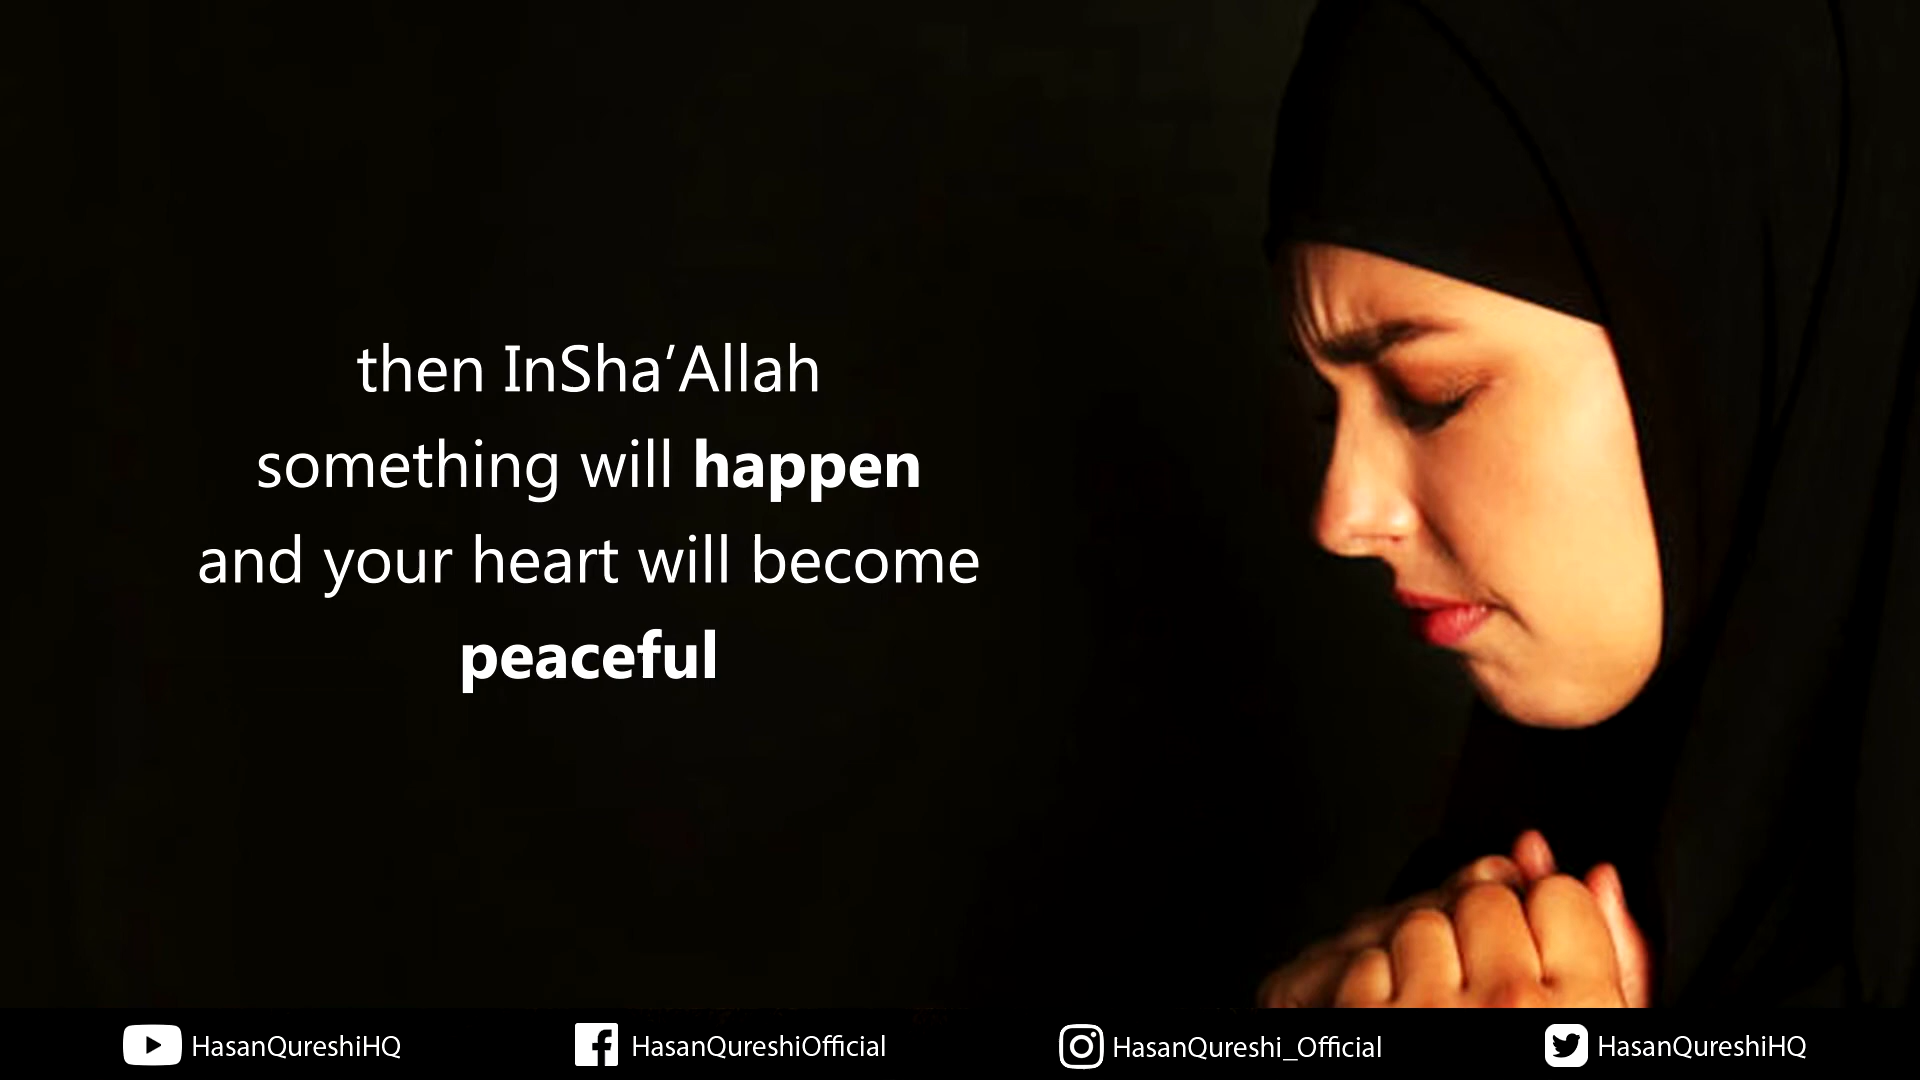 then InSha’Allah
something will happen
and your heart will become
peaceful
HasanQureshiHQ
HasanQureshiOfficial
HasanQureshi_Official
HasanQureshiHQ